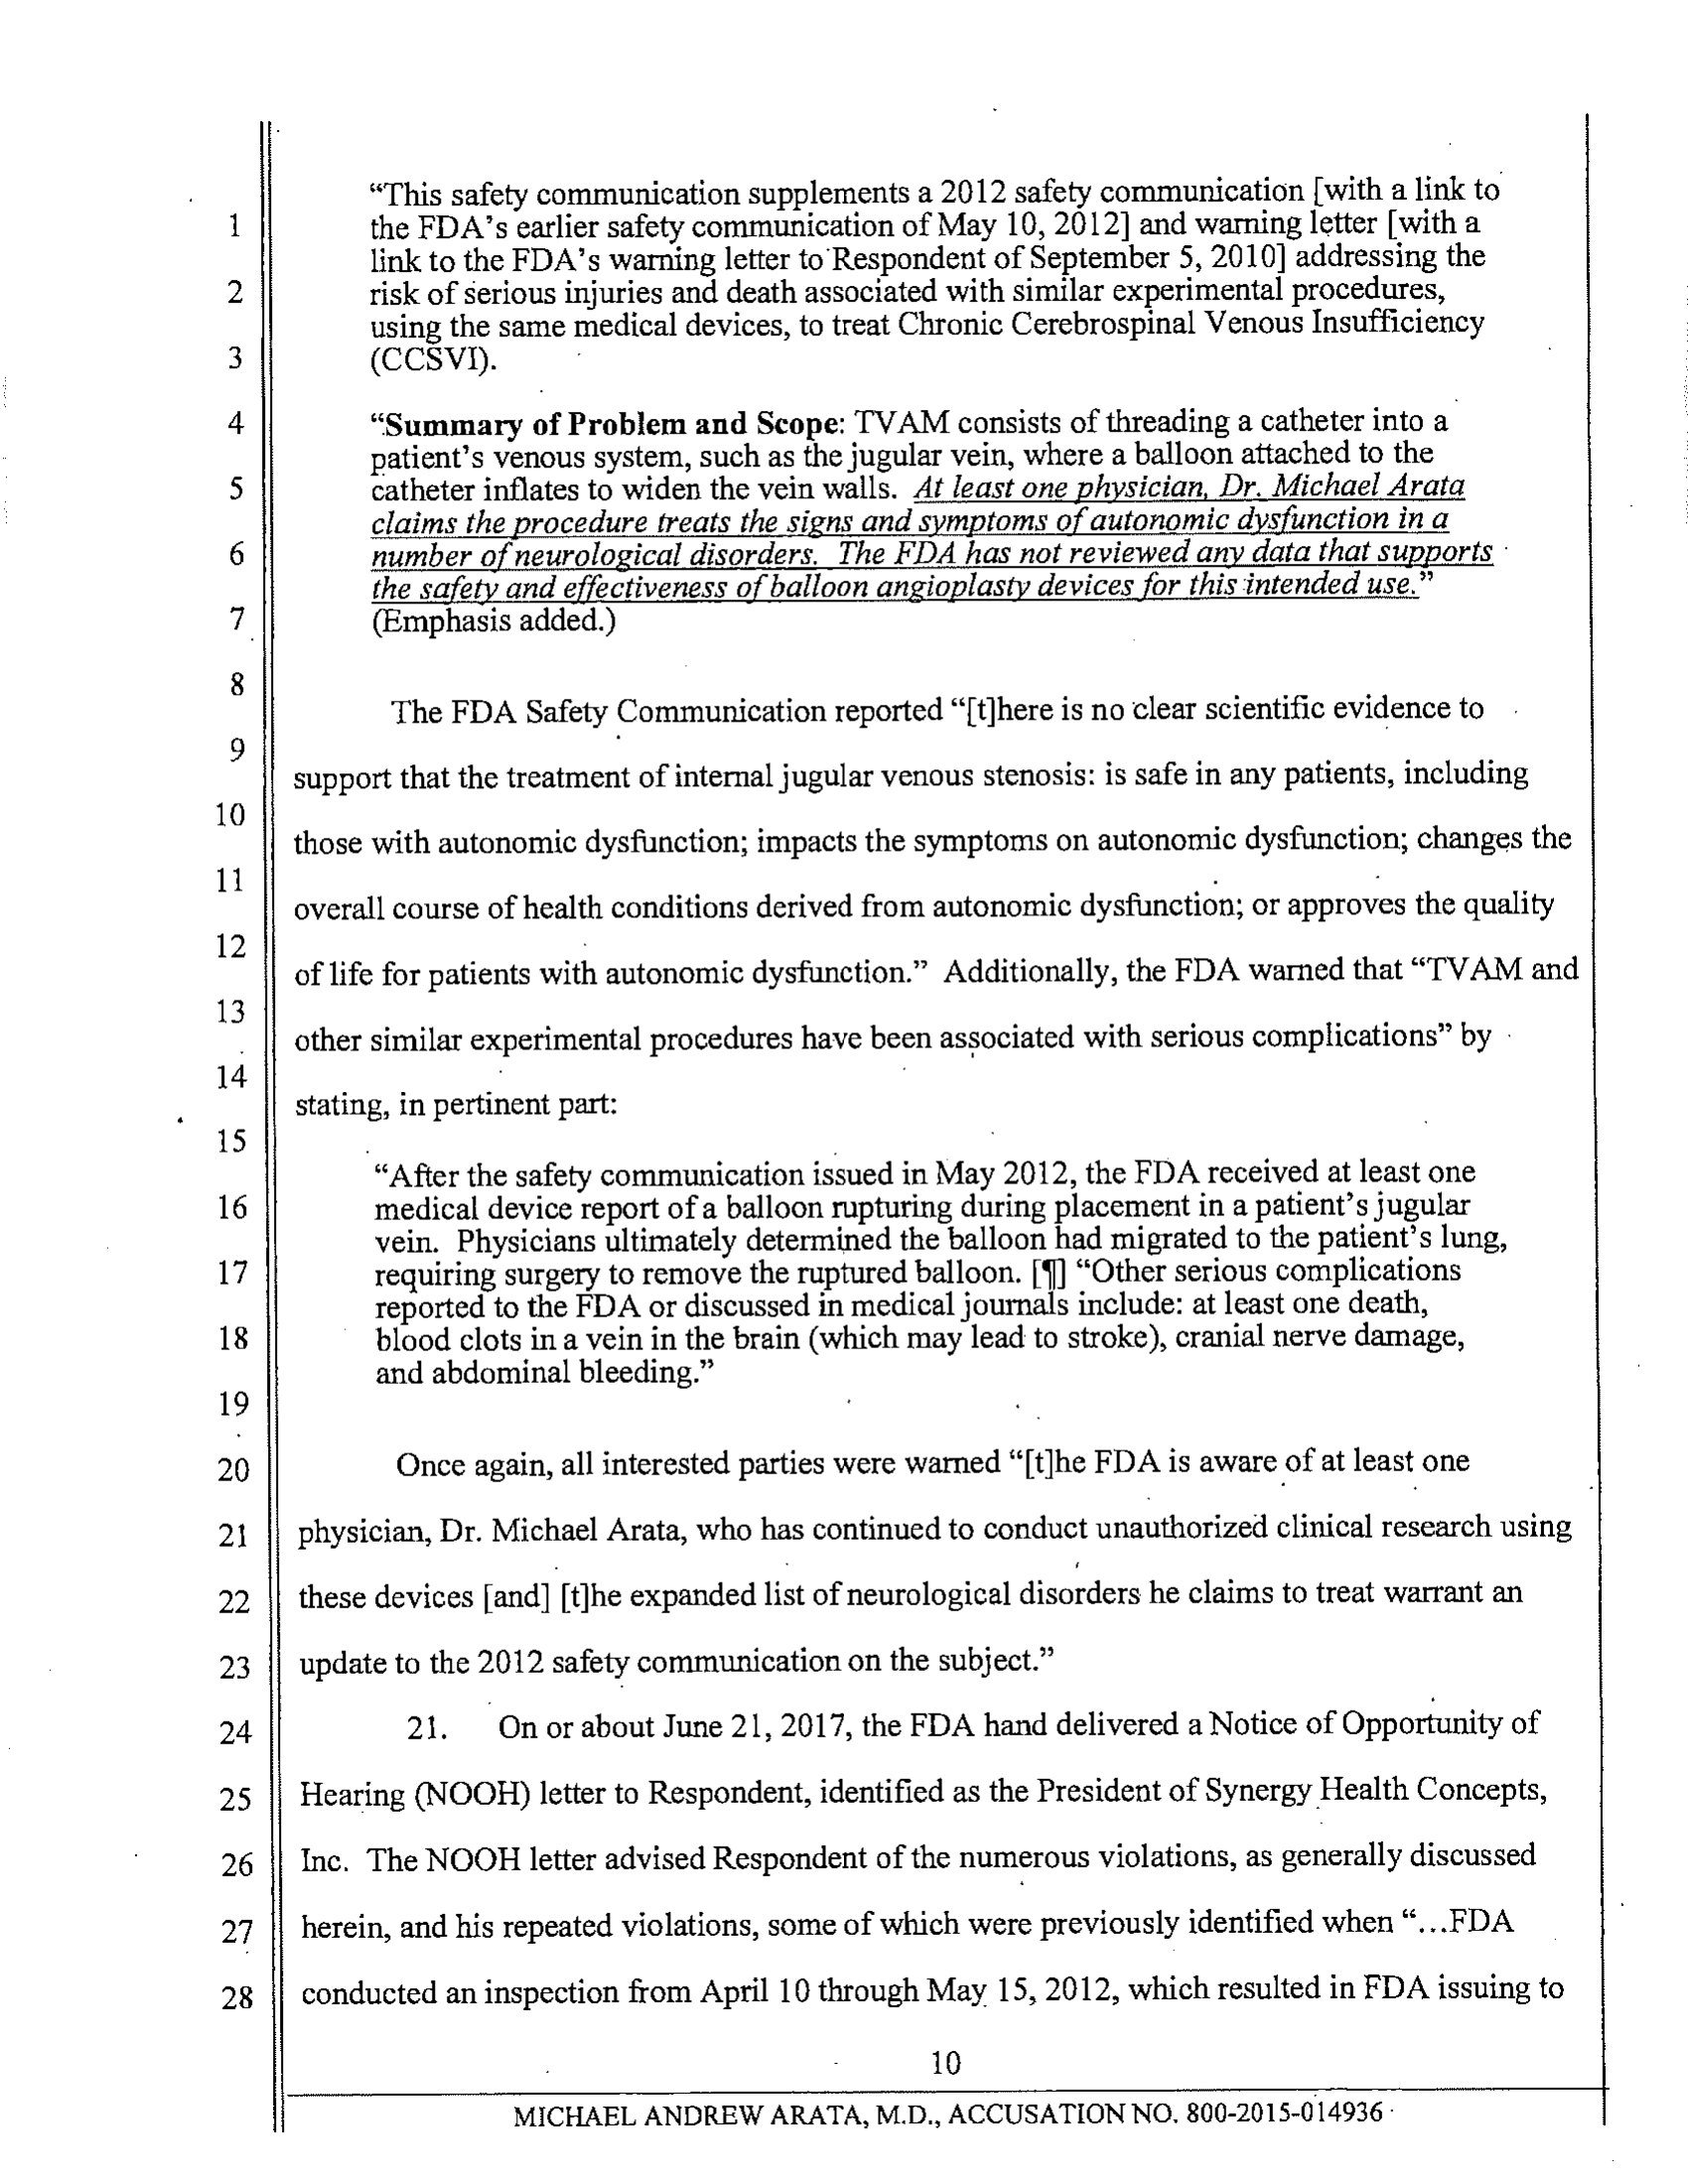 “This safety communication supplements a 2012 safety communication [with a link to
1 the FDA’s earlier safety communication of May 10, 2012] and warning letter [with a
link to the FDA’s warning letter to Respondent of September 5, 2010] addressing the
2 risk of serious injuries and death associated with similar experimental procedures,
using the same medical devices, to treat Chronic Cerebrospinal Venous Insufficiency
3 (CCSVI).
4 “Summary of Problem and Scope: TVAM consists of threading a catheter into a
patient’s venous system, such as the jugular vein, where a balloon attached to the
5 catheter inflates to widen the vein walls. At least one physician, Dr. Michael Arata
claims the procedure treats the signs and symptoms of autonomic dysfunction in a
6 number of neurological disorders. The FDA has not reviewed any data that supports
the safety and effectiveness of balloon angioplasty devices for this intended use.”
7 (Emphasis added.)
8
The FDA Safety Communication reported “[t]here is no clear scientific evidence to
9
support that the treatment of internal jugular venous stenosis: is safe in any patients, including
10
those with autonomic dysfunction; impacts the symptoms on autonomic dysfunction; changes the
11
overall course of health conditions derived from autonomic dysfunction; or approves the quality
12
of life for patients with autonomic dysfunction.” Additionally, the FDA warned that “TVAM and
13
other similar experimental procedures have been associated with serious complications” by
14
stating, in pertinent part:
15
“After the safety communication issued in May 2012, the FDA received at least one
16 medical device report of a balloon rupturing during placement in a patient’s jugular
vein. Physicians ultimately determined the balloon had migrated to the patient’s lung,
17 requiring surgery to remove the ruptured balloon. [¶] “Other serious complications
reported to the FDA or discussed in medical journals include: at least one death,
18 blood clots in a vein in the brain (which may lead to stroke), cranial nerve damage,
and abdominal bleeding.”
19
20 Once again, all interested parties were warned “[t]he FDA is aware of at least one
21 physician, Dr. Michael Arata, who has continued to conduct unauthorized clinical research using
22 these devices [and] [t]he expanded list of neurological disorders he claims to treat warrant an
23 update to the 2012 safety communication on the subject.”
24 21. On or about June 21, 2017, the FDA hand delivered a Notice of Opportunity of
25 Hearing (NOOH) letter to Respondent, identified as the President of Synergy Health Concepts,
26 Inc. The NOOH letter advised Respondent of the numerous violations, as generally discussed
27 herein, and his repeated violations, some of which were previously identified when “...FDA
28 conducted an inspection from April 10 through May 15, 2012, which resulted in FDA issuing to
10
MICHAEL ANDREW ARATA, M.D., ACCUSATION NO. 800-2015-014936